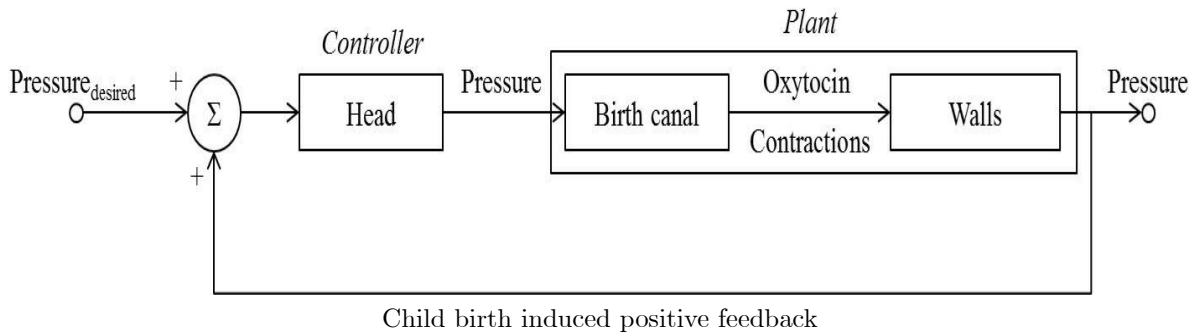 Plant
Controller
Pressure_desired
+
Σ
Head
Pressure
Birth canal
Oxytocin
Contractions
Walls
Pressure
+
Child birth induced positive feedback